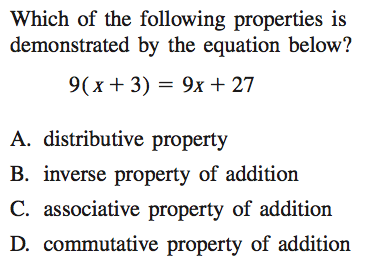 Which of the following properties is
demonstrated by the equation below?
9(x + 3) = 9x + 27
A. distributive property
B. inverse property of addition
C. associative property of addition
D. commutative property of addition